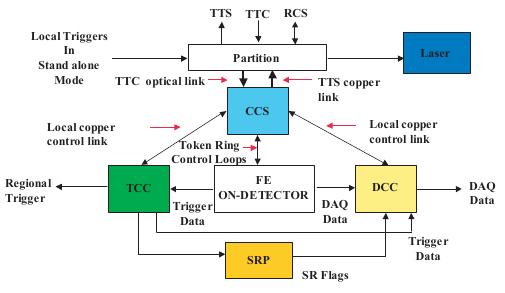 TTS TTC RCS
Local Triggers
In
Stand alone
Mode
Partition
Laser
TTC optical link
TTS copper
link
CCS
Local copper
control link
Token Ring
Control Loops
Local copper
control link
Regional
Trigger
TCC
FE
ON-DETECTOR
DCC
DAQ
Data
Trigger
Data
DAQ
Data
Trigger
Data
SRP
SR Flags